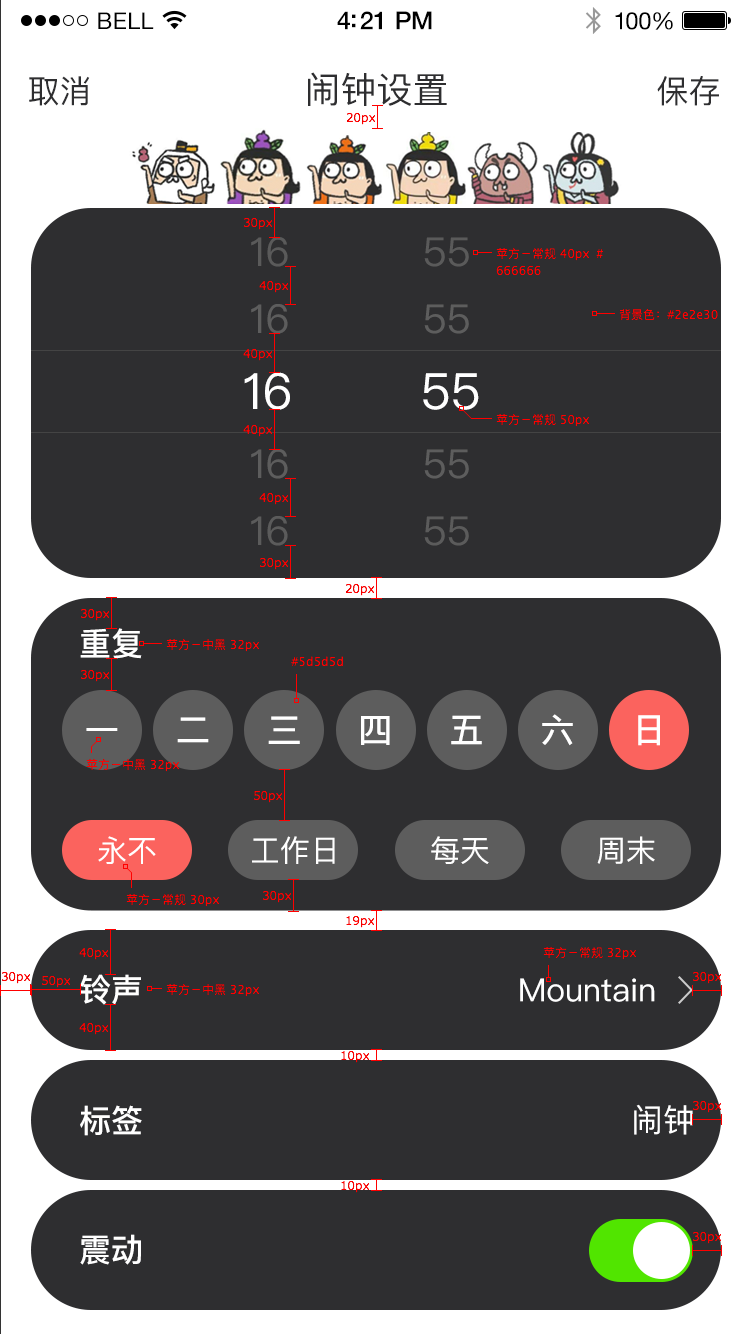 BELL 4:21 PM 100%
取消 闹钟设置 保存
20px
30px
16 55 苹方—常规 40px #
666666
40px
16 55 背景色：#2e2e30
40px
16 55
苹方—常规 50px
40px
16 55
40px
16 55
30px
20px
30px
重复 苹方—中黑 32px
#5d5d5d
30px
一 二 三 四 五 六 日
苹方—中黑 32px
50px
永不 工作日 每天 周末
苹方—常规 30px 30px
19px
40px 苹方—常规 32px
30px 50px 铃声 苹方—中黑 32px Mountain 30px
40px
10px
标签 闹钟 30px
10px
震动 30px